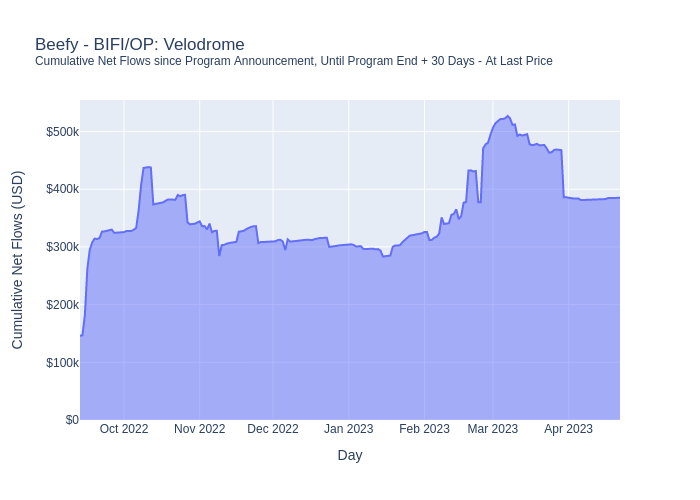 Beefy - BIFI/OP: Velodrome
Cumulative Net Flows since Program Announcement, Until Program End + 30 Days - At Last Price
Cumulative Net Flows (USD)
$500k
$400k
$300k
$200k
$100k
$0
Oct 2022
Nov 2022
Dec 2022
Jan 2023
Feb 2023
Mar 2023
Apr 2023
Day